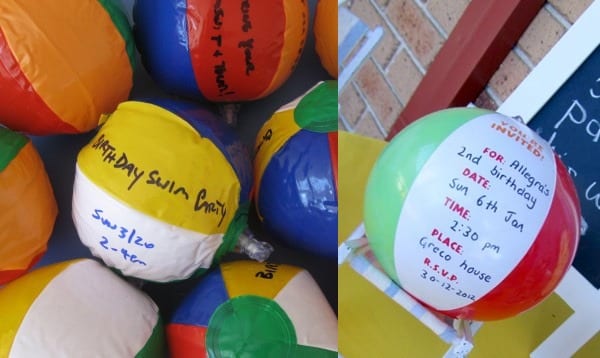 BIRTHDAY SWIM PARTY
Sun 3/20
2-4pm
your
YOU'RE
INVITED!
FOR: Allegra's
2nd birthday
DATE:
Sun 6th Jan
TIME:
2:30 pm
PLACE:
Greco house
R.S.V.P.
30-12-2012